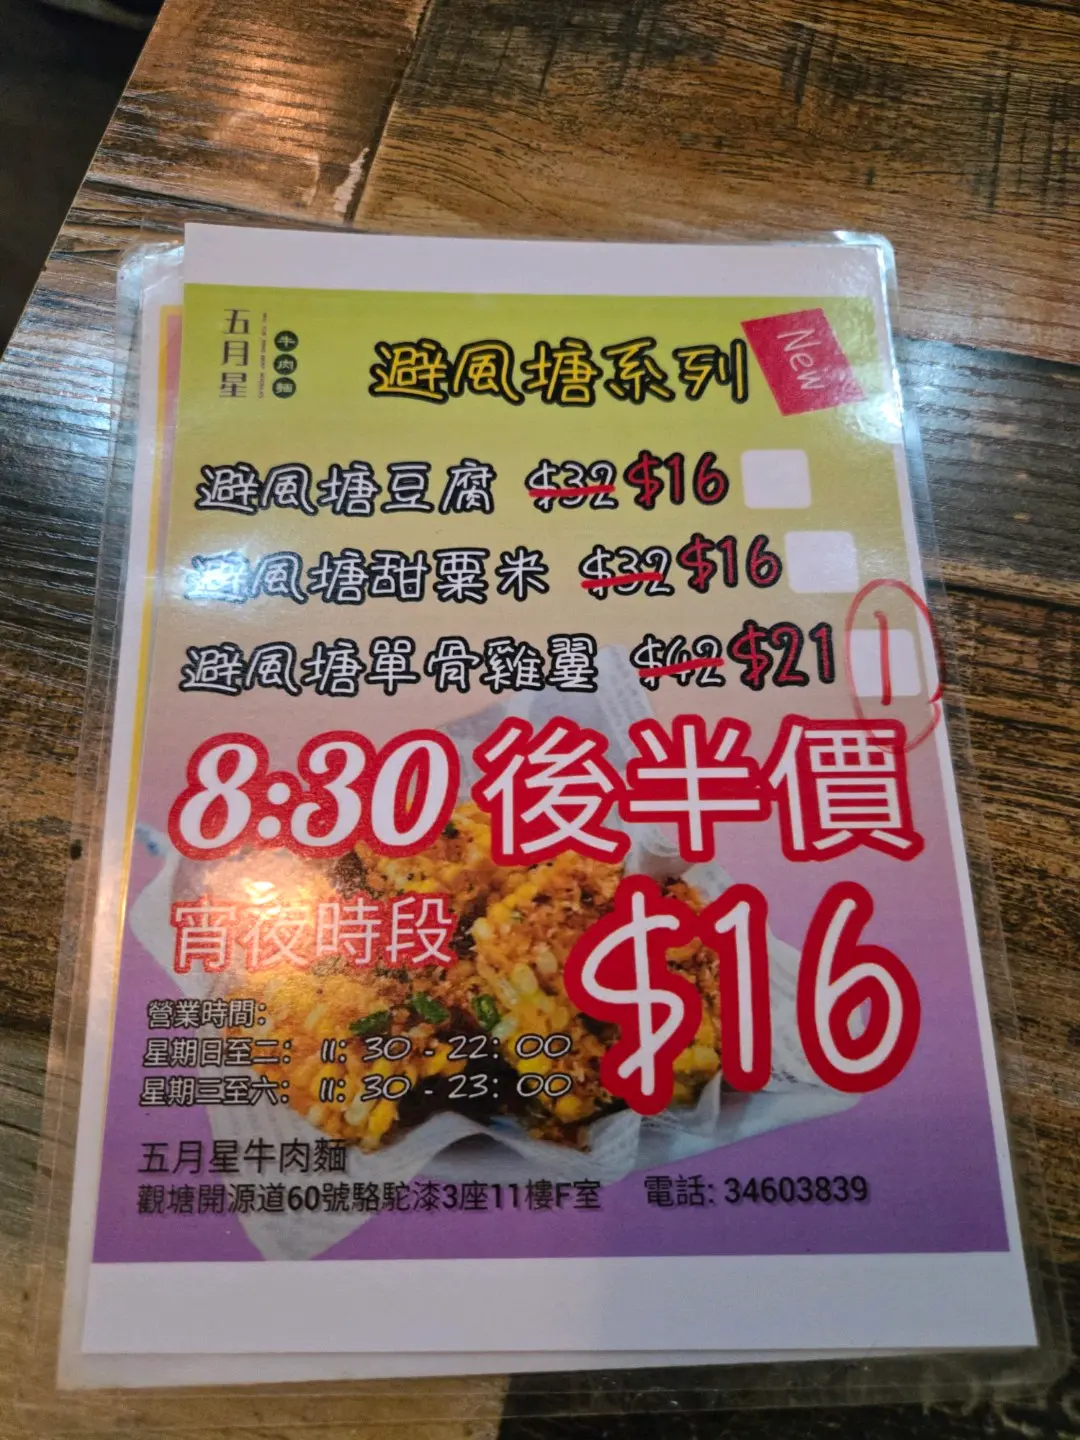 五月星
牛肉麵
避風塘系列
New
避風塘豆腐 $32 $16
避風塘甜粟米 $32 $16
避風塘單骨雞翼 $42 $21 1
8:30 後半價
宵夜時段
$16
營業時間:
星期日至二: 11: 30 - 22: 00
星期三至六: 11: 30 - 23: 00
五月星牛肉麵
觀塘開源道60號駱駝漆3座11樓F室 電話: 34603839